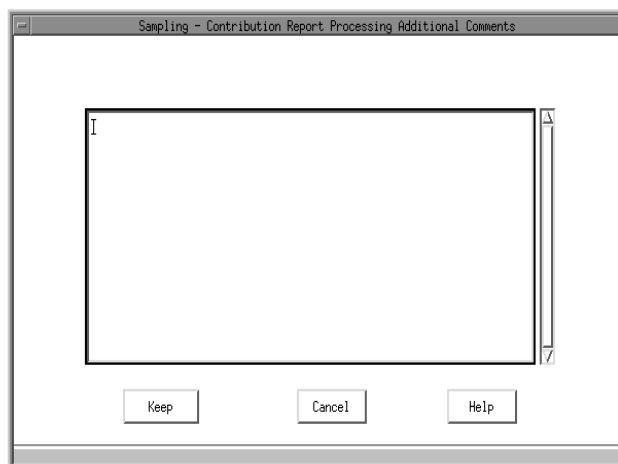 Sampling - Contribution Report Processing Additional Comments
Keep
Cancel
Help